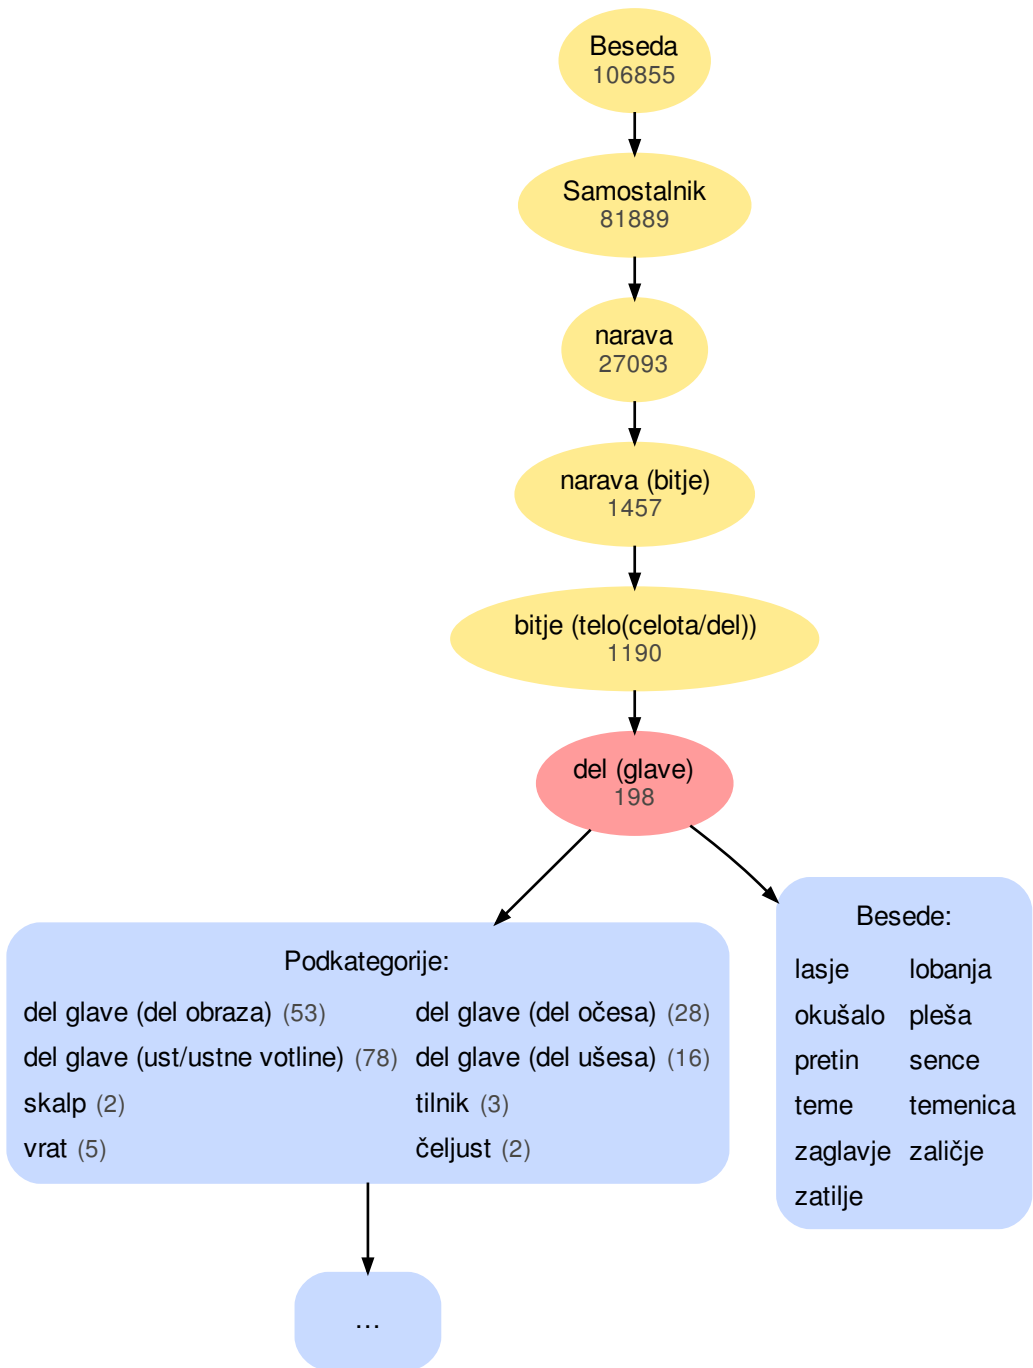 Beseda
106855
Samostalnik
81889
narava
27093
narava (bitje)
1457
bitje (telo(celota/del))
1190
del (glave)
198
Podkategorije:
del glave (del obraza) (53) del glave (del očesa) (28)
del glave (ust/ustne votline) (78) del glave (del ušesa) (16)
skalp (2) tilnik (3)
vrat (5) čeljust (2)
...
Besede:
lasje lobanja
okušalo pleša
pretin sence
teme temenica
zaglavje zaličje
zatilje